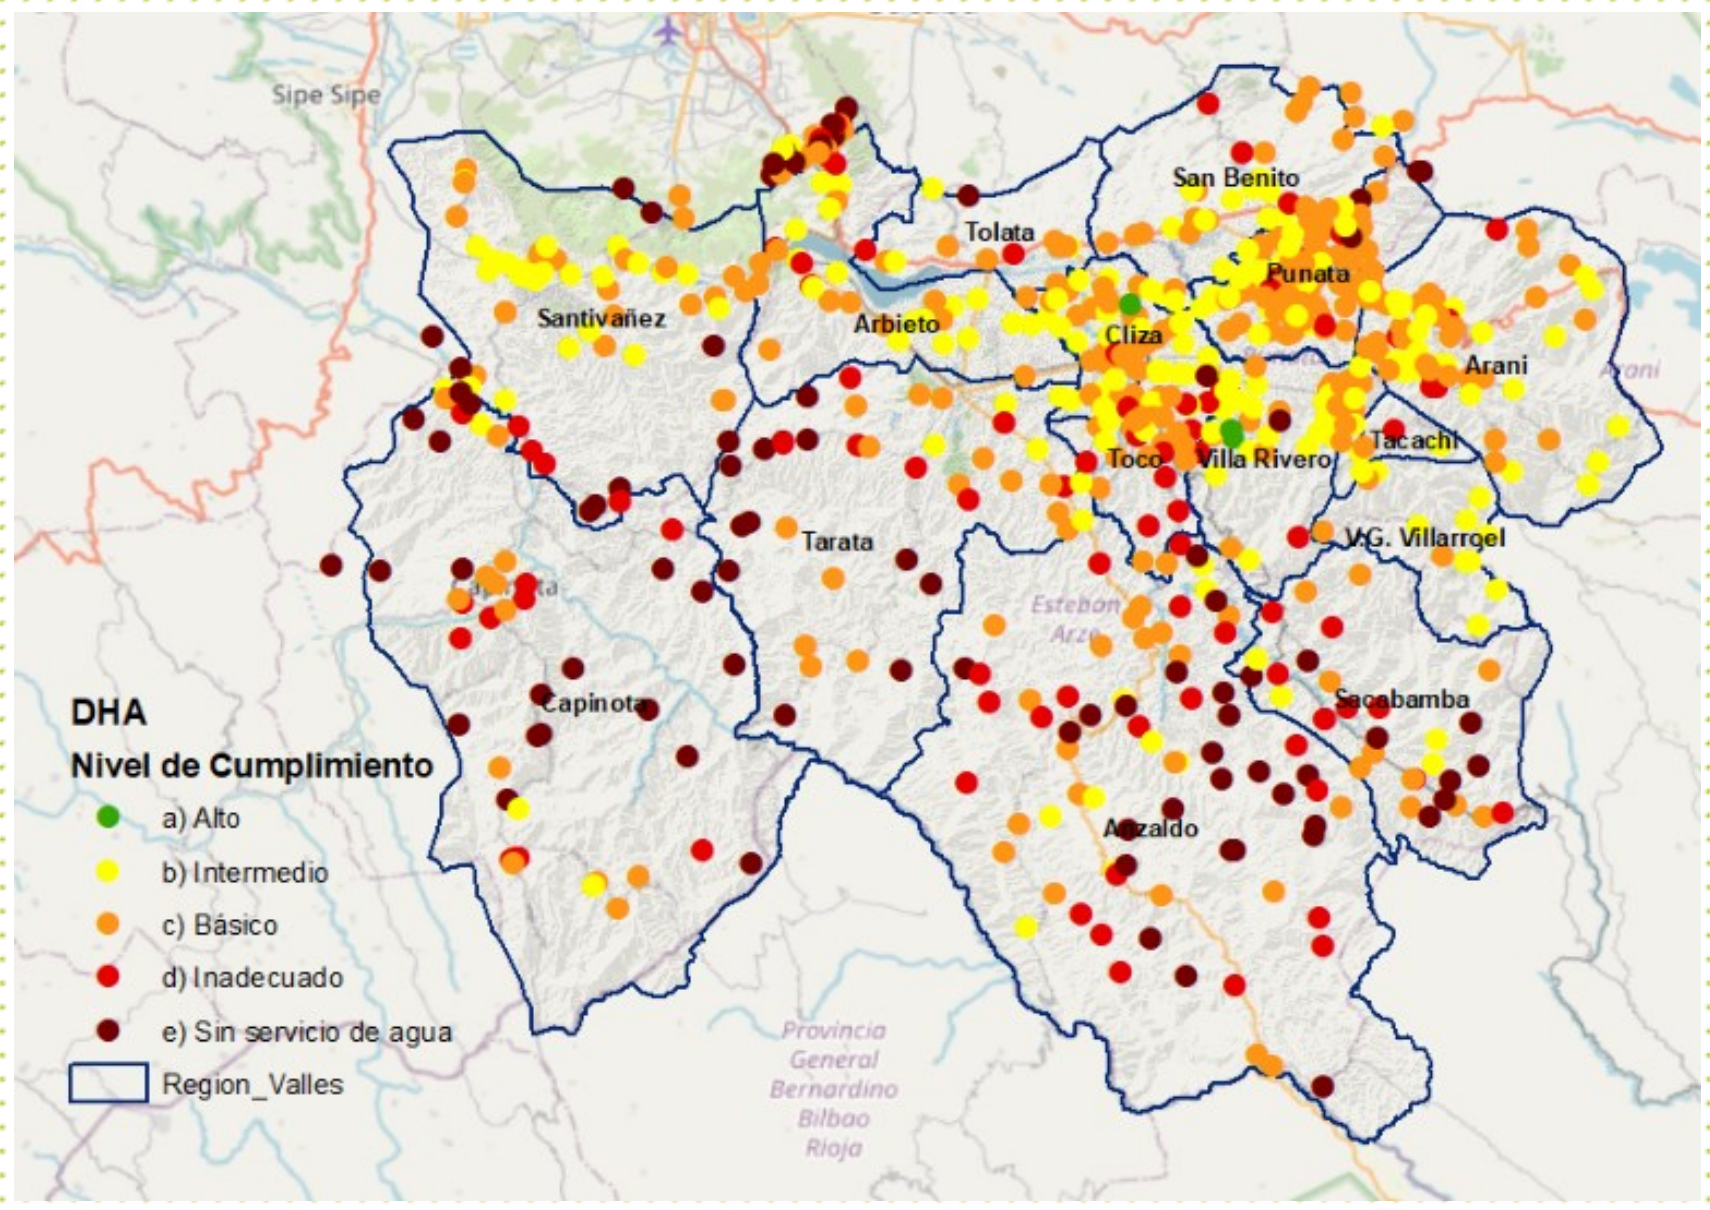 Sipe Sipe
San Benito
Tolata
Punata
Santivañez
Arbieto
Cliza
Arani
Arani
Tacachi
Toco
Villa Rivero
Tarata
V.G. Villarroel
Esteban
Arze
Capinota
Sacabamba
Anzaldo
DHA
Nivel de Cumplimiento
a) Alto
b) Intermedio
c) Básico
d) Inadecuado
e) Sin servicio de agua
Region_Valles
Provincia
General
Bernardino
Bilbao
Rioja